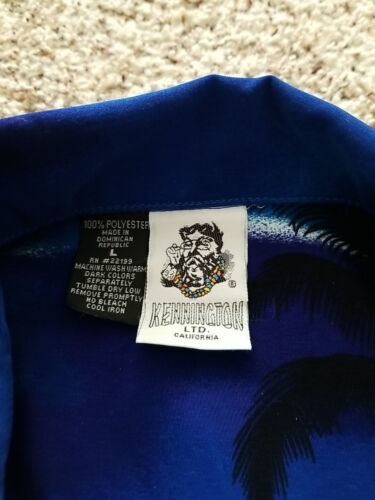 100% POLYESTER
MADE IN
DOMINICAN
REPUBLIC
L
RN #22199
MACHINE WASH WARM
DARK COLORS
SEPARATELY
TUMBLE DRY LOW
REMOVE PROMPTLY
NO BLEACH
COOL IRON
®
KENNINGTON
LTD.
CALIFORNIA